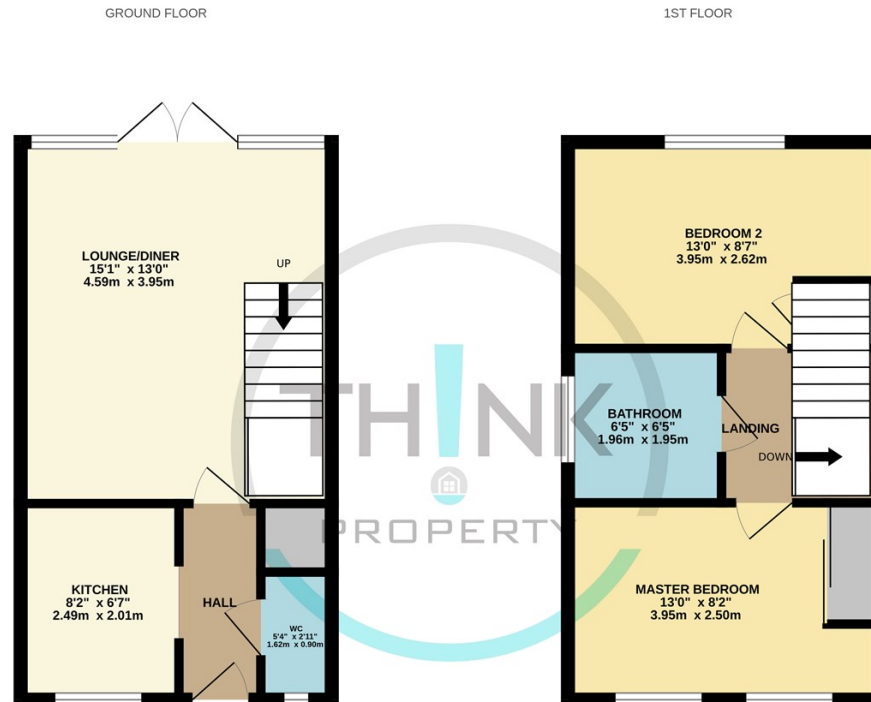 GROUND FLOOR
1ST FLOOR
LOUNGE/DINER
15'1" x 13'0"
4.59m x 3.95m
UP
KITCHEN
8'2" x 6'7"
2.49m x 2.01m
HALL
WC
5'4" x 2'11"
1.62m x 0.90m
BEDROOM 2
13'0" x 8'7"
3.95m x 2.62m
BATHROOM
6'5" x 6'5"
1.96m x 1.95m
LANDING
DOWN
MASTER BEDROOM
13'0" x 8'2"
3.95m x 2.50m
TH!NK
PROPERTY